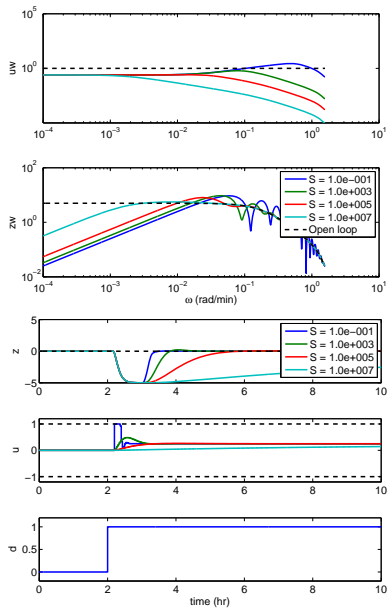 10^5
uw
10^0
10^-4 10^-3 10^-2 10^-1 10^0 10^1
ω
10^2
zw
10^0
10^-2
S = 1.0e−001
S = 1.0e+003
S = 1.0e+005
S = 1.0e+007
Open loop
10^-4 10^-3 10^-2 10^-1 10^0 10^1
ω (rad/min)
5
z
0
−5
S = 1.0e−001
S = 1.0e+003
S = 1.0e+005
S = 1.0e+007
0 2 4 6 8 10
1
u
0
−1
0 2 4 6 8 10
1
d
0.5
0
0 2 4 6 8 10
time (hr)